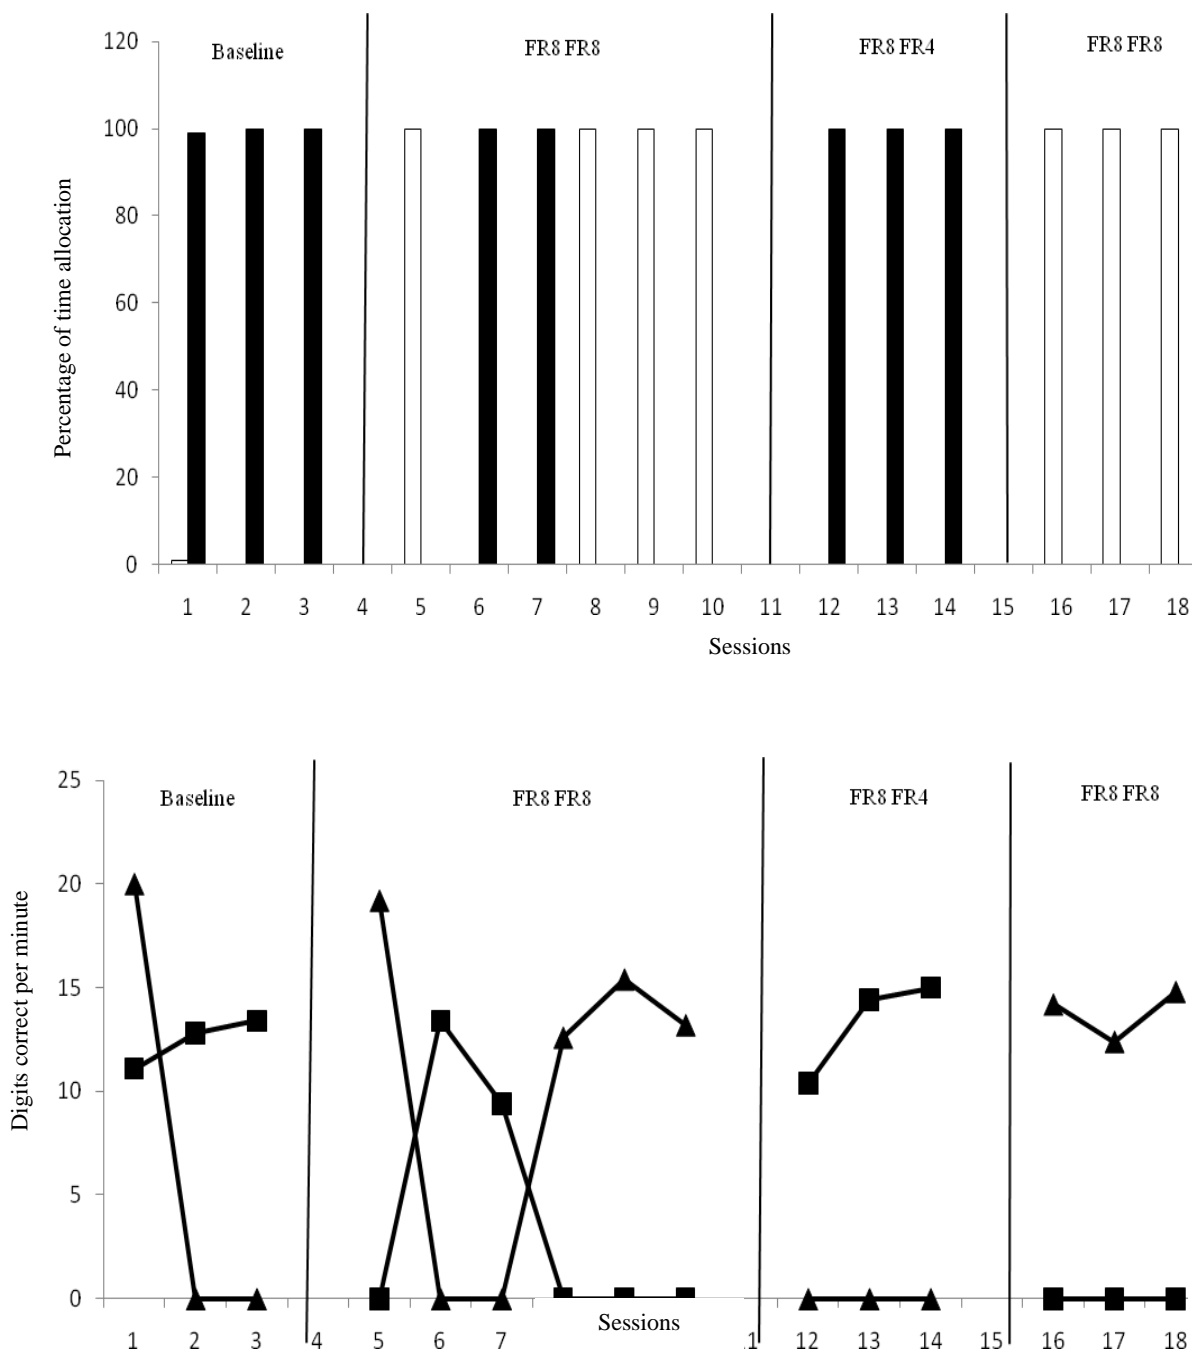 Baseline FR8 FR8 FR8 FR4 FR8 FR8
Percentage of time allocation
120
100
80
60
40
20
0
1 2 3 4 5 6 7 8 9 10 11 12 13 14 15 16 17 18
Sessions
Baseline FR8 FR8 FR8 FR4 FR8 FR8
Digits correct per minute
25
20
15
10
5
0
Sessions
1 2 3 4 5 6 7 .1 12 13 14 15 16 17 18